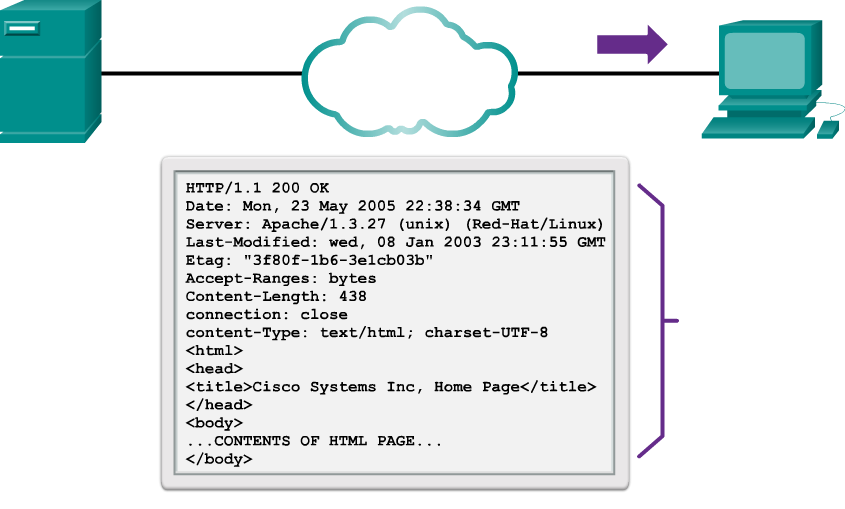 HTTP/1.1 200 OK
Date: Mon, 23 May 2005 22:38:34 GMT
Server: Apache/1.3.27 (unix) (Red-Hat/Linux)
Last-Modified: wed, 08 Jan 2003 23:11:55 GMT
Etag: "3f80f-1b6-3e1cb03b"
Accept-Ranges: bytes
Content-Length: 438
connection: close
content-Type: text/html; charset-UTF-8
<html>
<head>
<title>Cisco Systems Inc, Home Page</title>
</head>
<body>
...CONTENTS OF HTML PAGE...
</body>